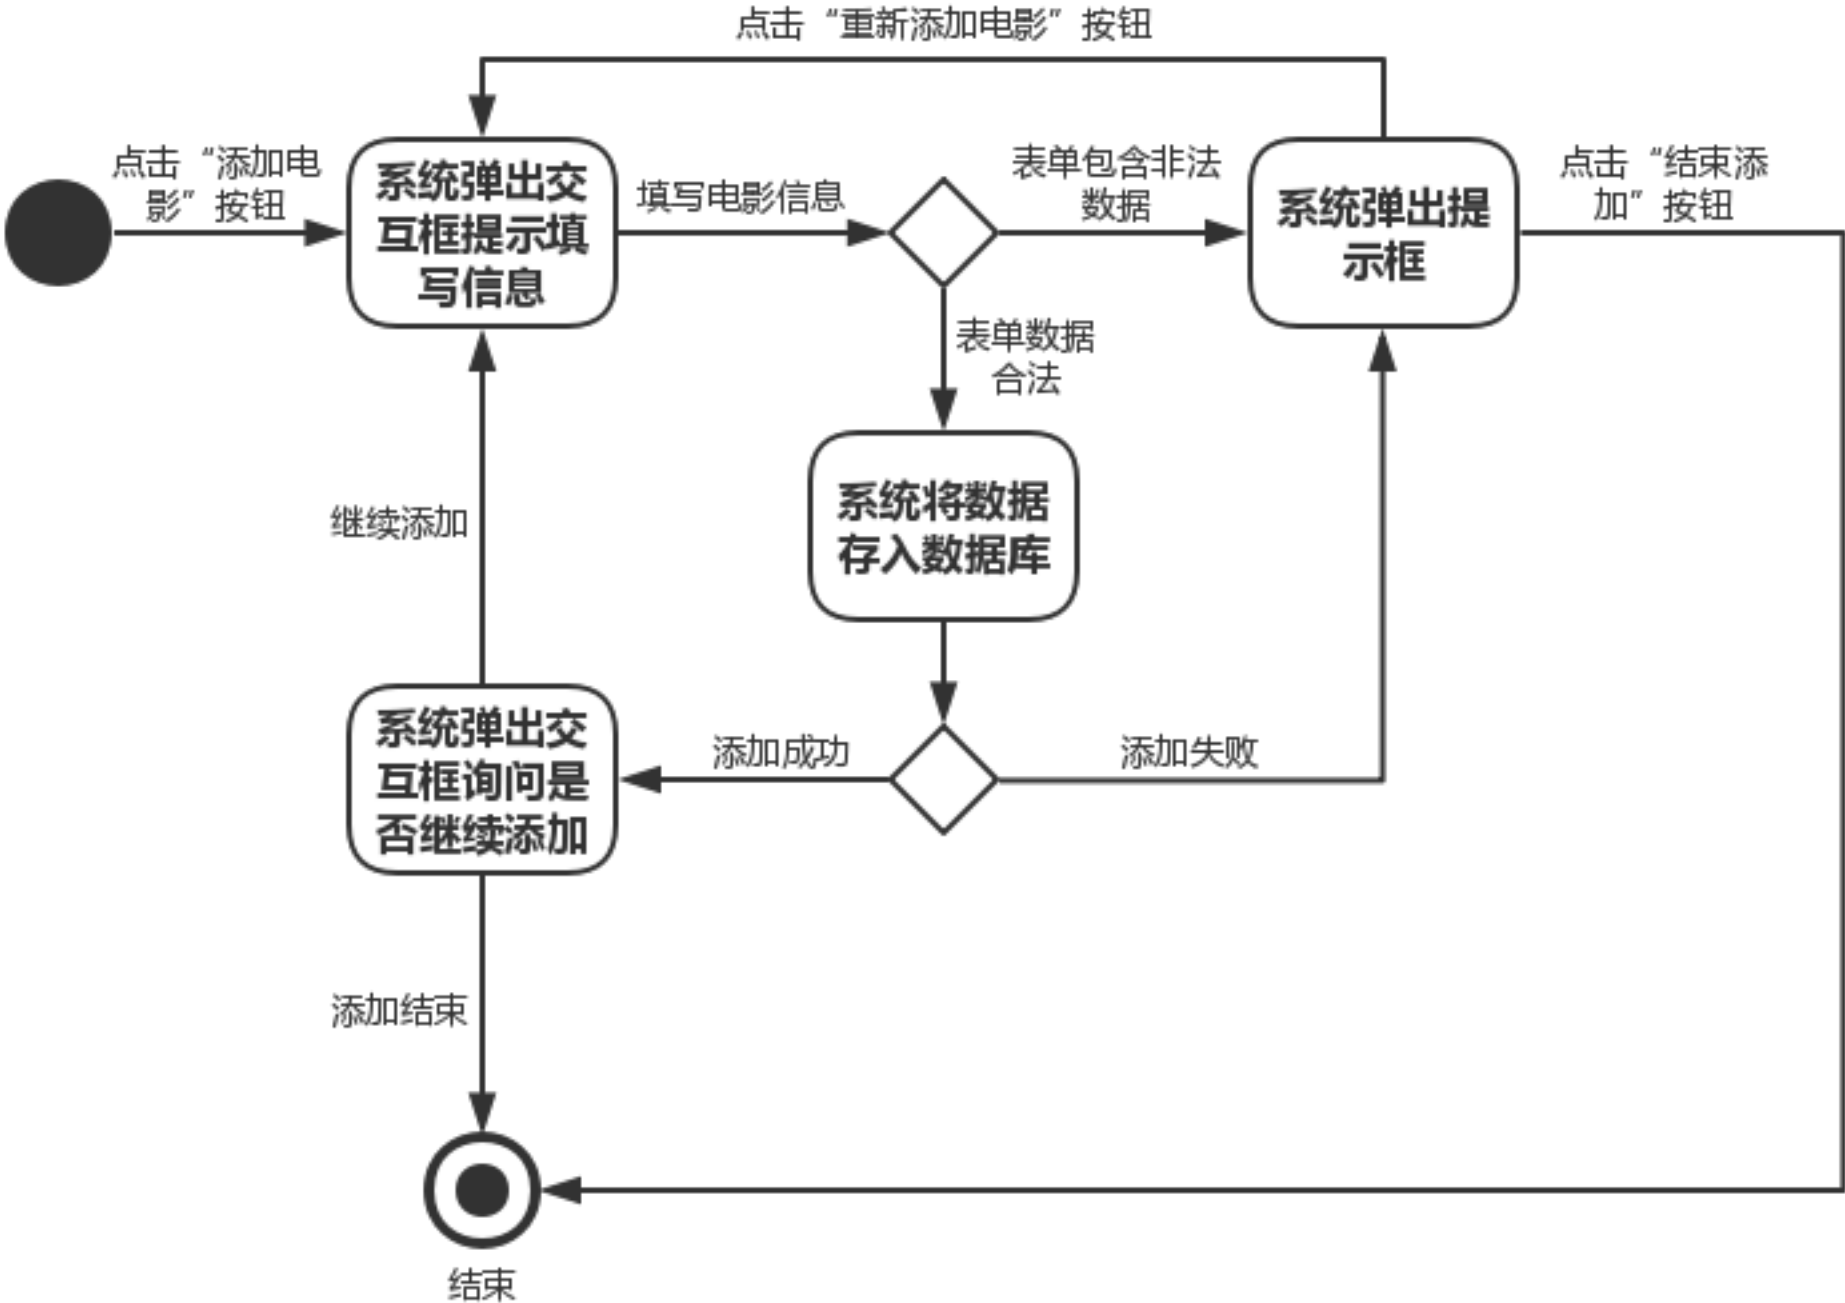 点击“重新添加电影”按钮
点击“添加电
影”按钮
系统弹出交
互框提示填
写信息
填写电影信息
表单包含非法
数据
系统弹出提
示框
点击“结束添
加”按钮
表单数据
合法
系统将数据
存入数据库
继续添加
系统弹出交
互框询问是
否继续添加
添加成功
添加失败
添加结束
结束